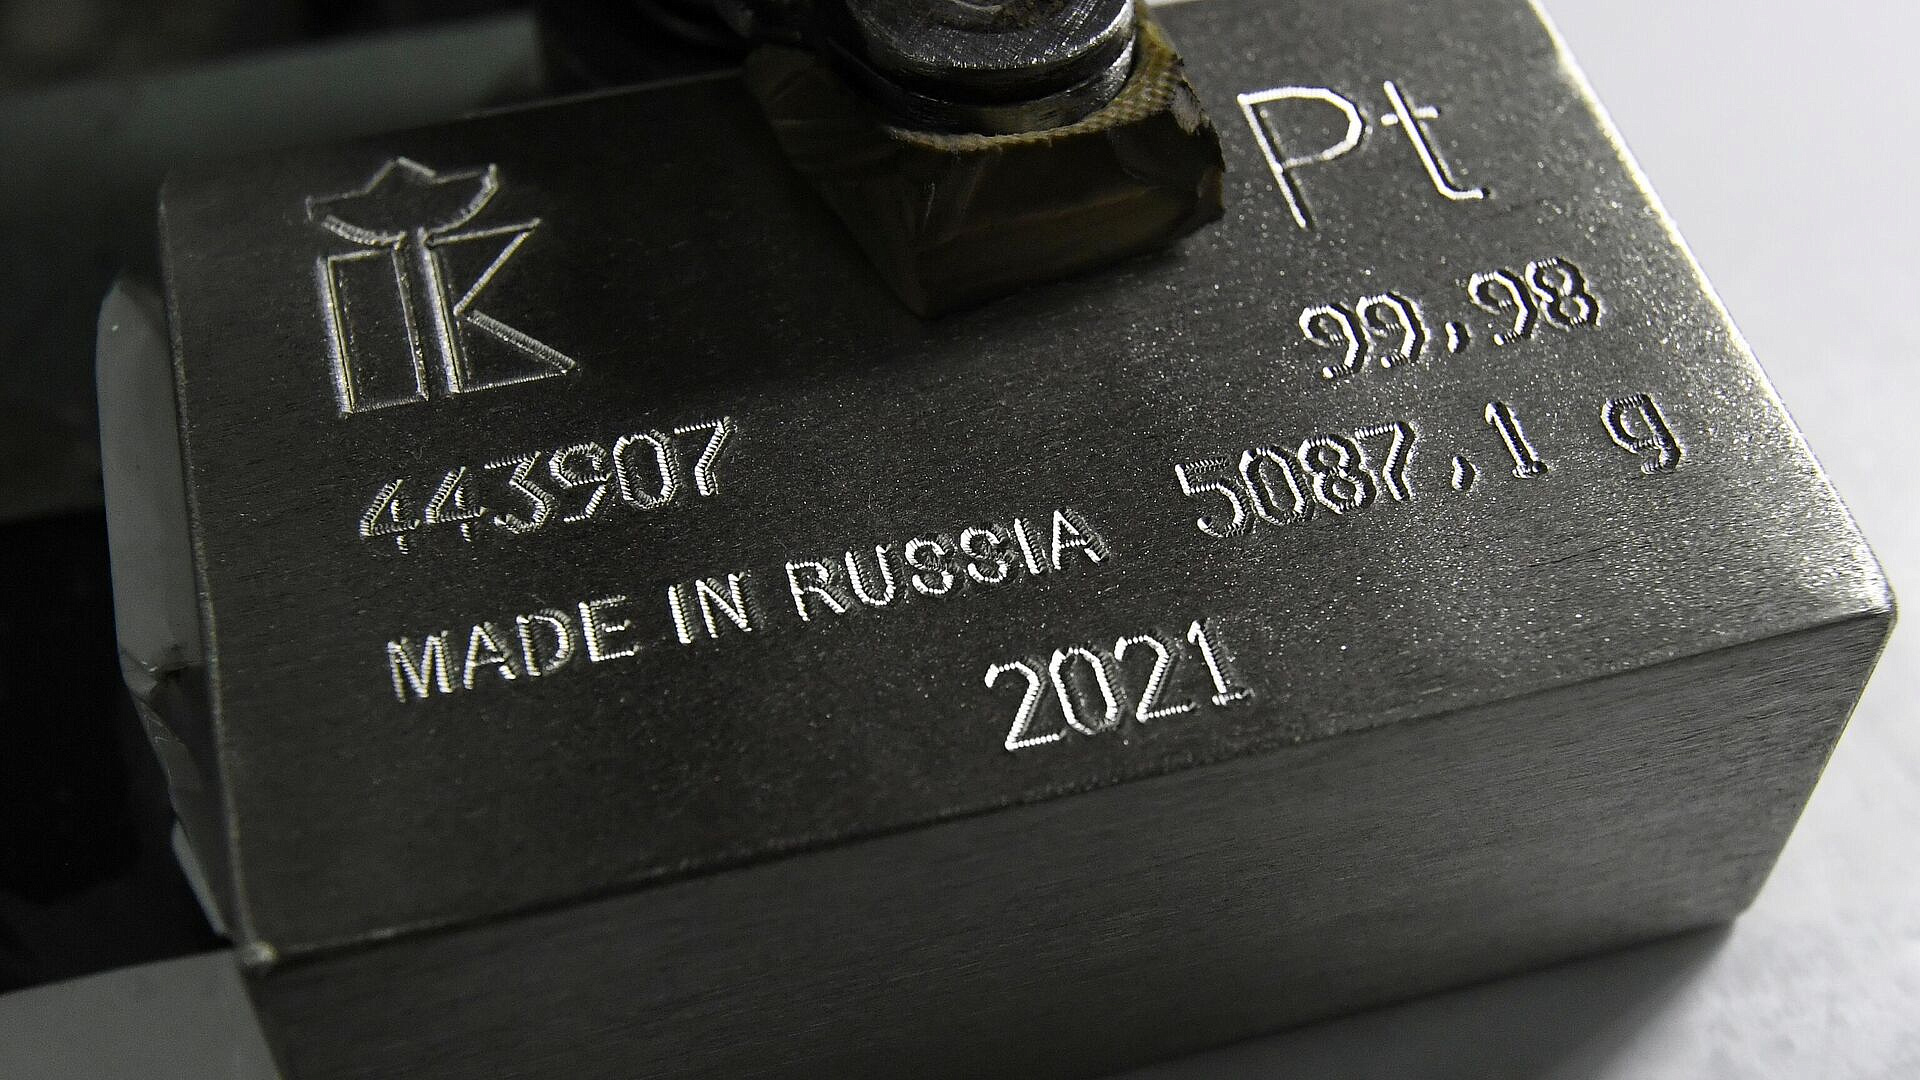 Pt
99,98
443907
5087,1 g
MADE IN RUSSIA
2021